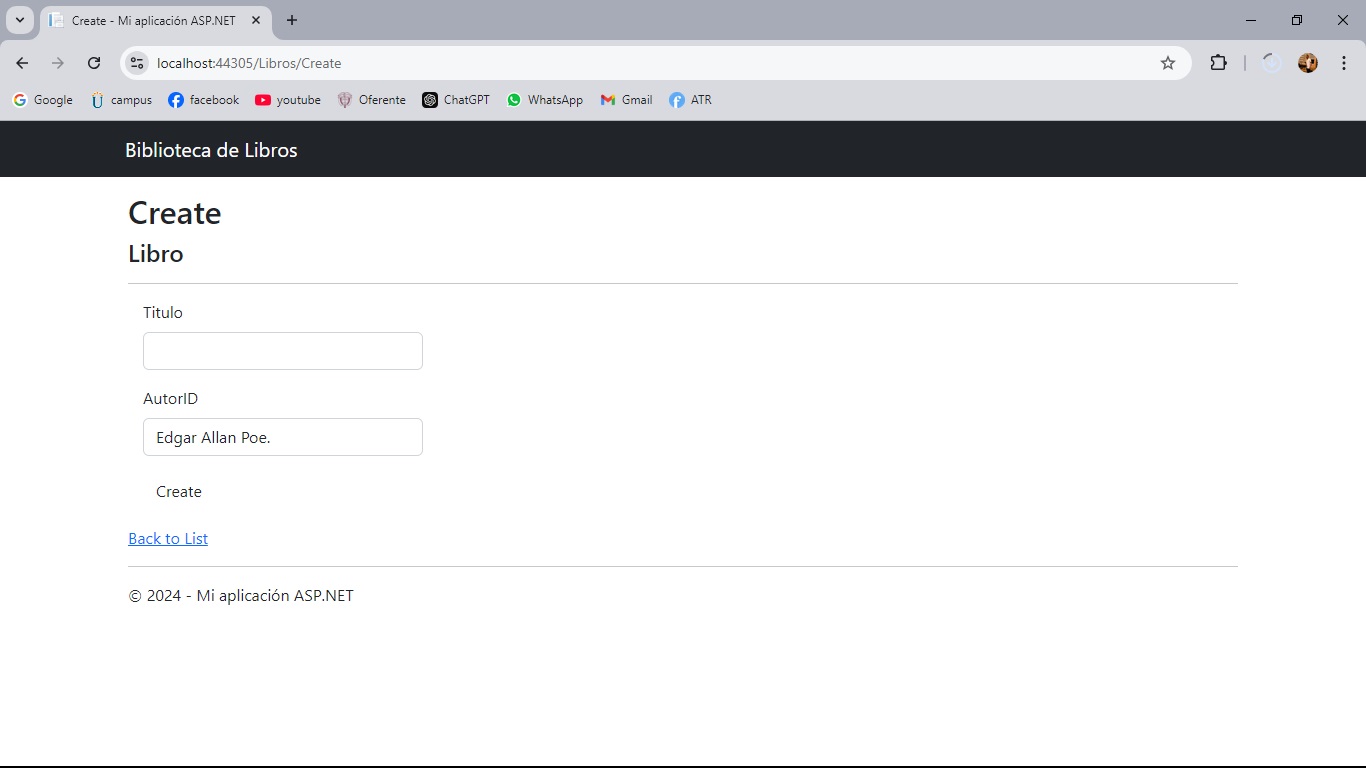 Create - Mi aplicación ASP.NET
localhost:44305/Libros/Create
Google campus facebook youtube Oferente ChatGPT WhatsApp Gmail ATR
Biblioteca de Libros
Create
Libro
Titulo
AutorID
Edgar Allan Poe.
Create
Back to List
© 2024 - Mi aplicación ASP.NET